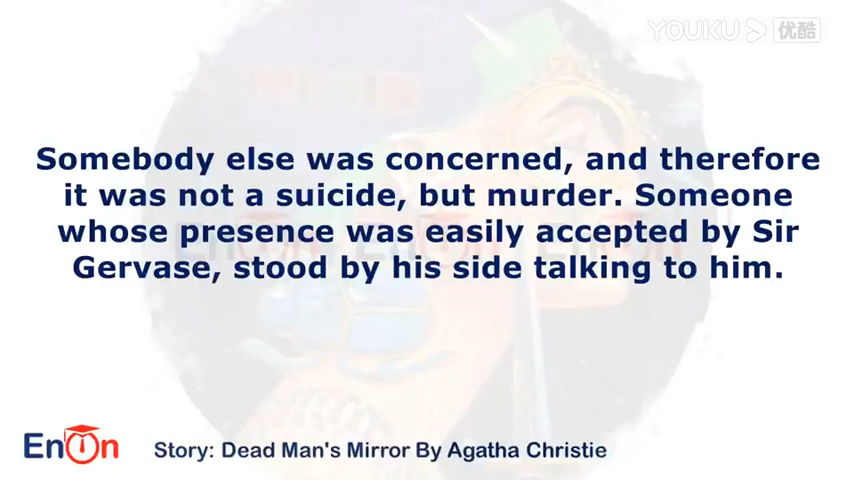 YOUKU 优酷
Somebody else was concerned, and therefore
it was not a suicide, but murder. Someone
whose presence was easily accepted by Sir
Gervase, stood by his side talking to him.
EnOn
Story: Dead Man's Mirror By Agatha Christie